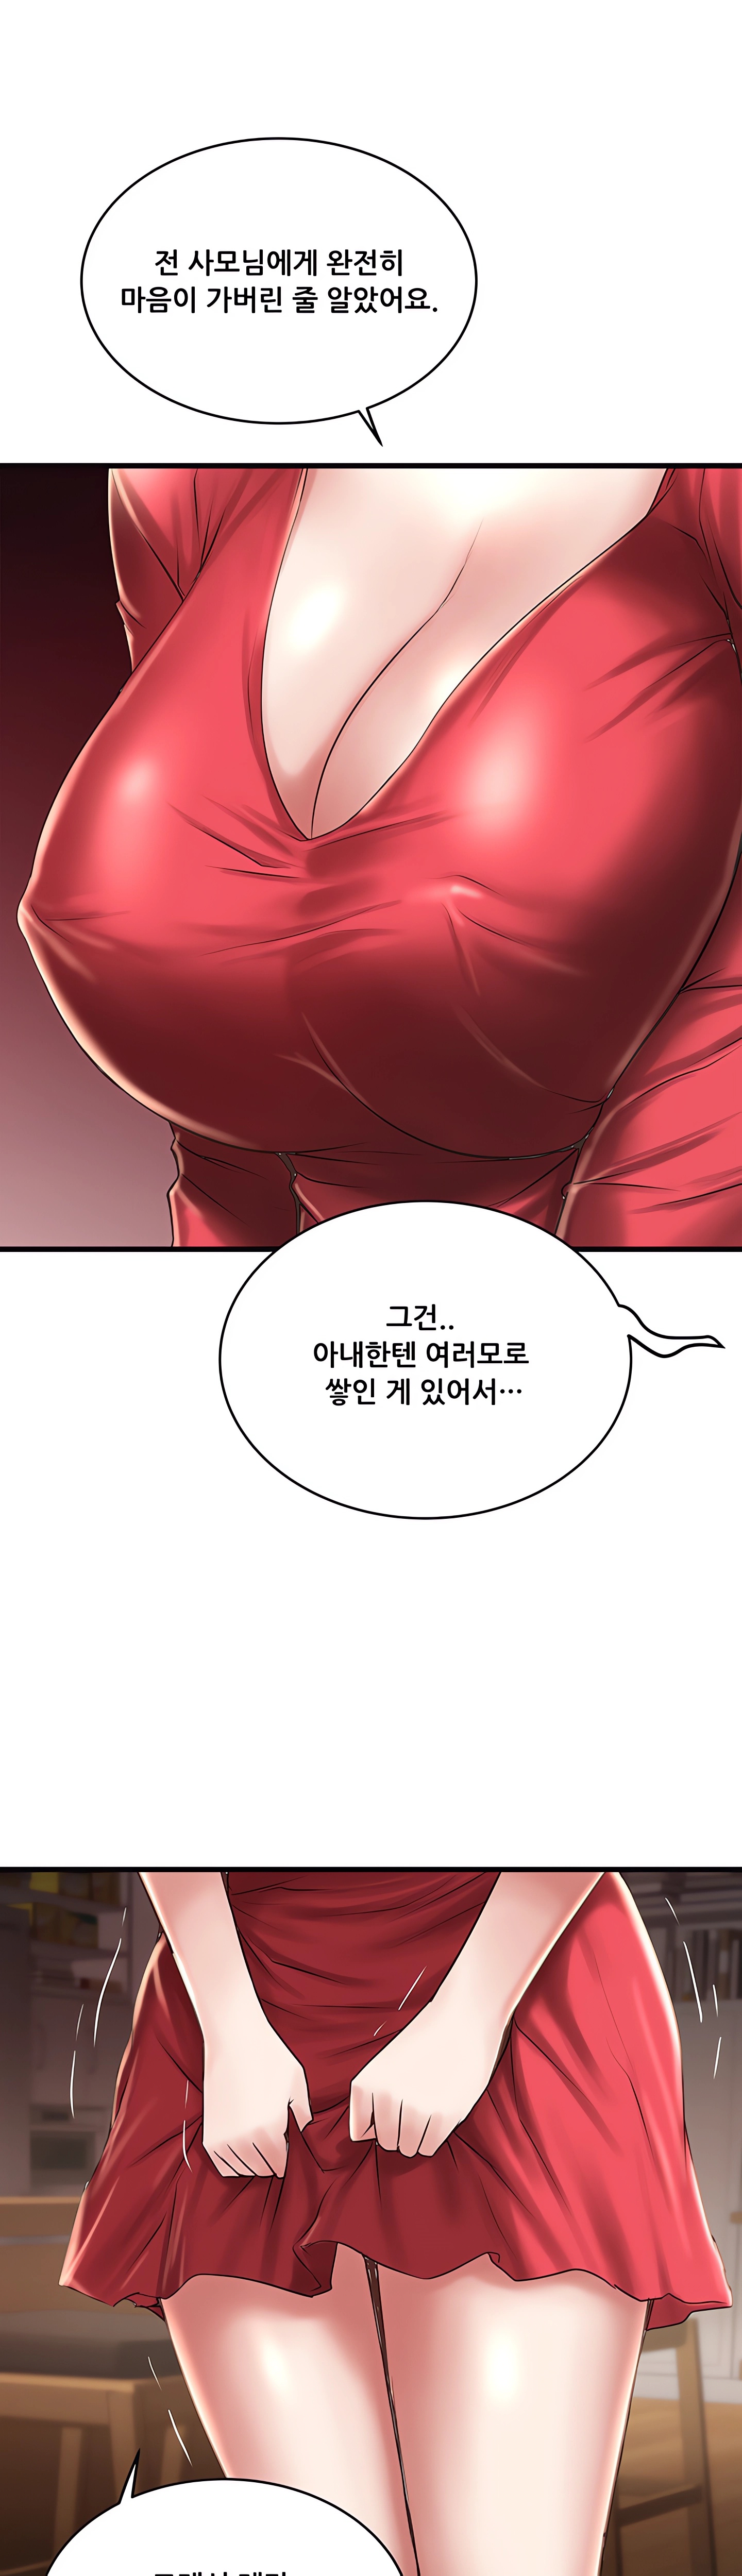 전 사모님에게 완전히
마음이 가버린 줄 알았어요.
그건..
아내한텐 여러모로
쌓인 게 있어서…